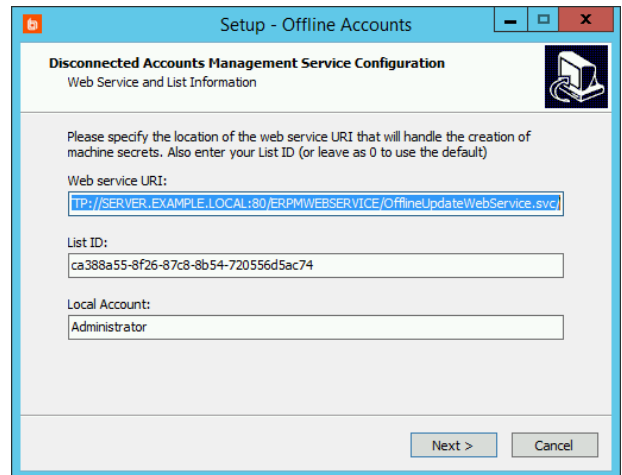 Setup - Offline Accounts
Disconnected Accounts Management Service Configuration
Web Service and List Information
Please specify the location of the web service URI that will handle the creation of
machine secrets. Also enter your List ID (or leave as 0 to use the default)
Web service URI:
TP://SERVER.EXAMPLE.LOCAL:80/ERPMWEBSERVICE/OfflineUpdateWebService.svc/
List ID:
ca388a55-8f26-87c8-8b54-720556d5ac74
Local Account:
Administrator
Next >
Cancel